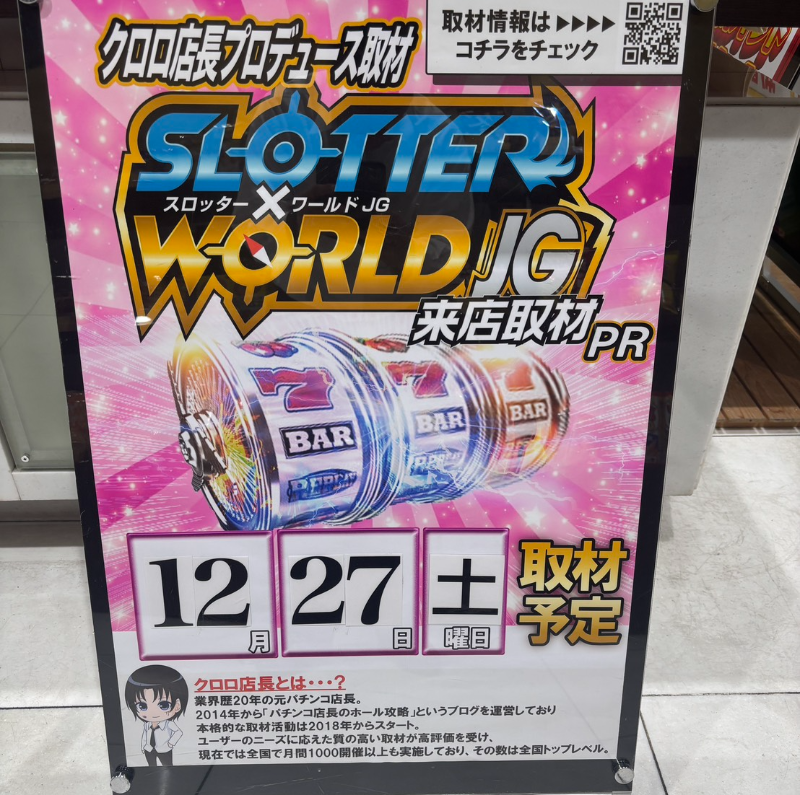 取材情報は▶▶▶▶
コチラをチェック
クロロ店長プロデュース取材
SLOTTER
スロッター×ワールドJG
WORLD JG
来店取材PR
7 7 7
BAR BAR BAR
REPLAY REPLAY
12月27日土曜日
取材
予定
クロロ店長とは・・・?
業界歴20年の元パチンコ店長。
2014年から「パチンコ店長のホール攻略」というブログを運営しており
本格的な取材活動は2018年からスタート。
ユーザーのニーズに応えた質の高い取材が高評価を受け、
現在では全国で月間1000開催以上も実施しており、その数は全国トップレベル。